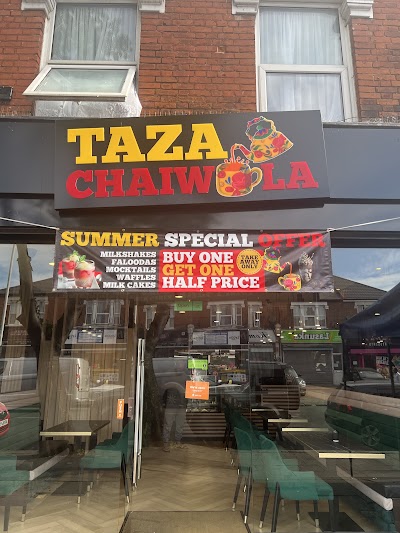 TAZA
CHAIWALA
SUMMER SPECIAL OFFER
MILKSHAKES
FALOODAS
MOCKTAILS
WAFFLES
MILK CAKES
BUY ONE
GET ONE
HALF PRICE
TAKE
AWAY
ONLY